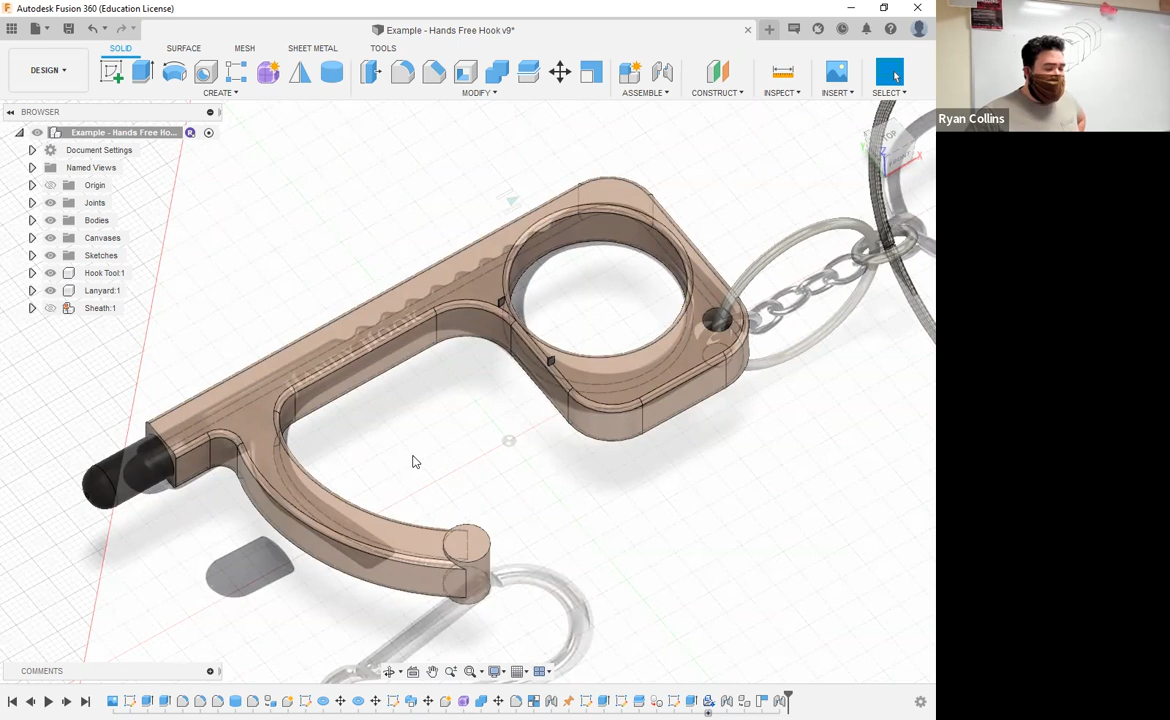 Autodesk Fusion 360 (Education License)
Example - Hands Free Hook v9*
SOLID SURFACE MESH SHEET METAL TOOLS
DESIGN
CREATE MODIFY ASSEMBLE CONSTRUCT INSPECT INSERT SELECT
BROWSER
Example - Hands Free Ho... R
Document Settings
Named Views
Origin
Joints
Bodies
Canvases
Sketches
Hook Tool:1
Lanyard:1
Sheath:1
TOP
FRONT
Z
X
Y
Ryan Collins
COMMENTS